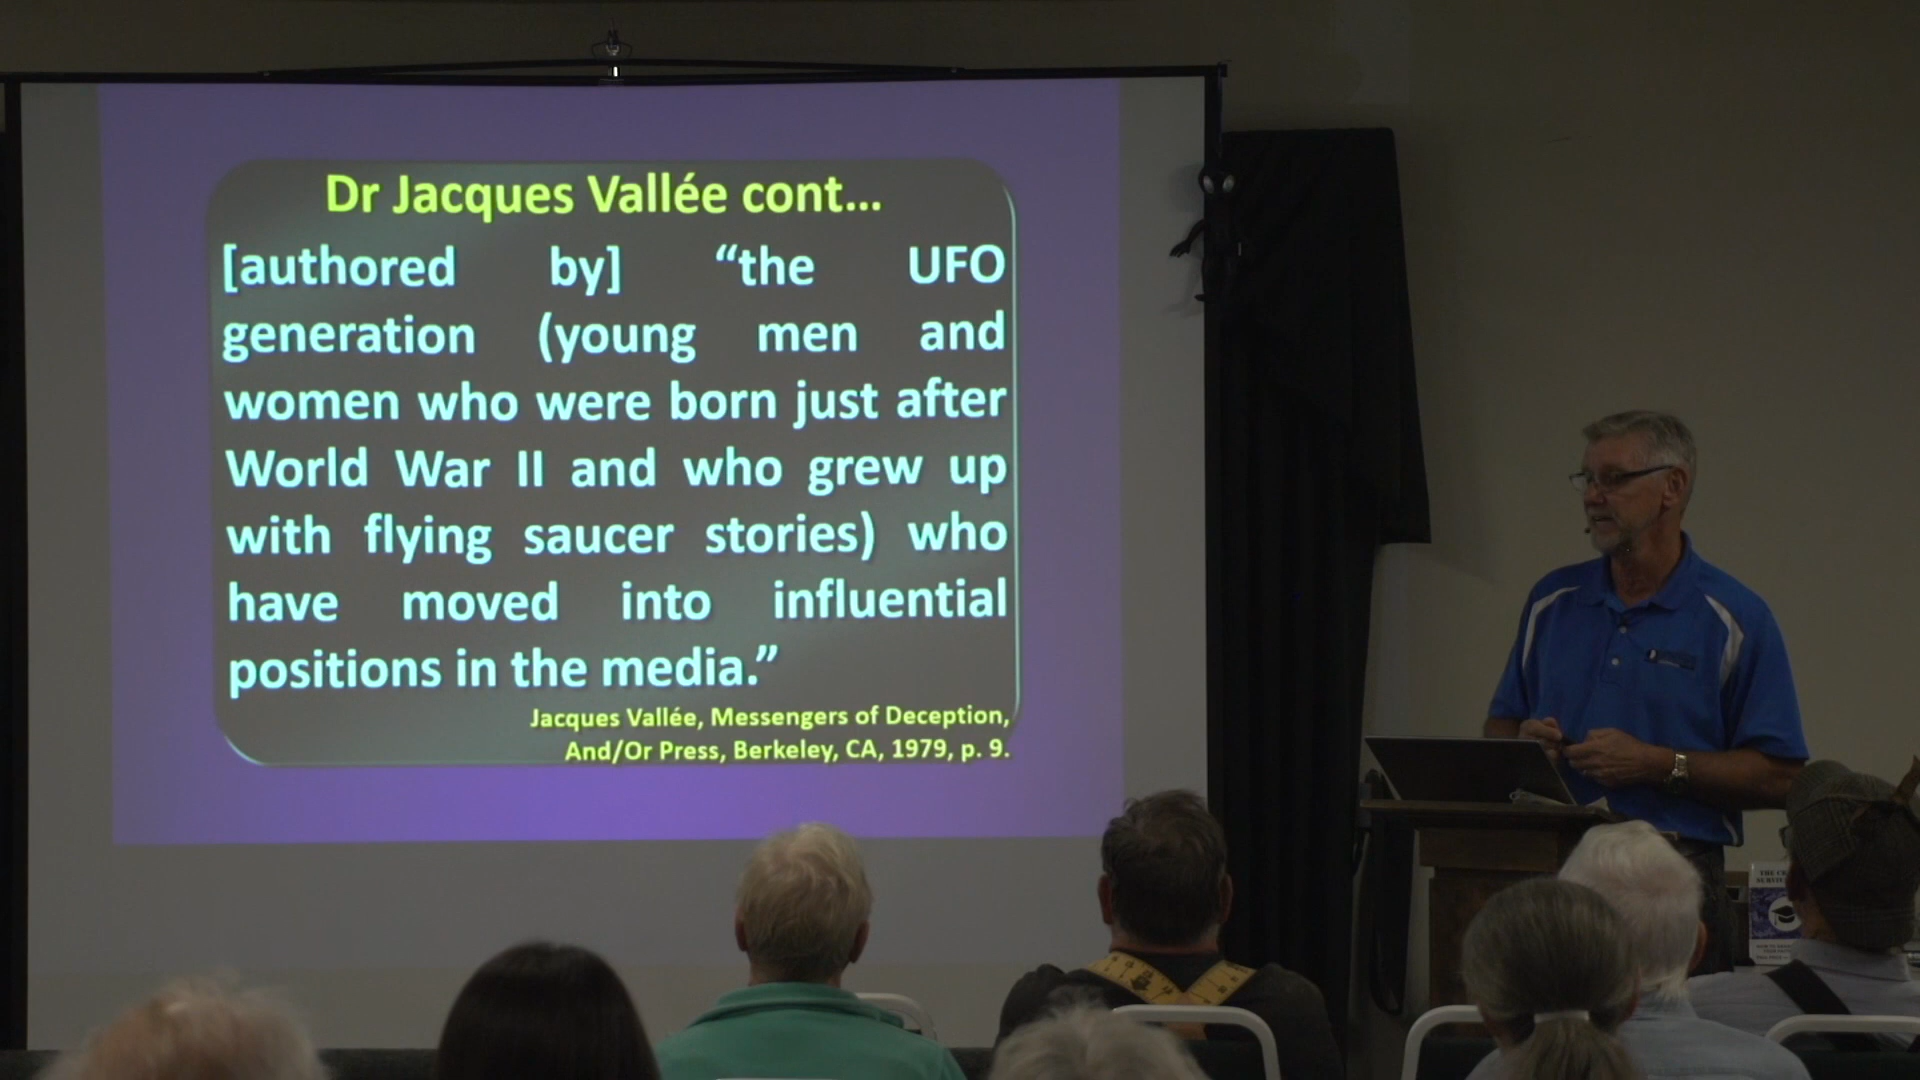 Dr Jacques Vallée cont...
[authored by] “the UFO
generation (young men and
women who were born just after
World War II and who grew up
with flying saucer stories) who
have moved into influential
positions in the media.”
Jacques Vallée, Messengers of Deception,
And/Or Press, Berkeley, CA, 1979, p. 9.